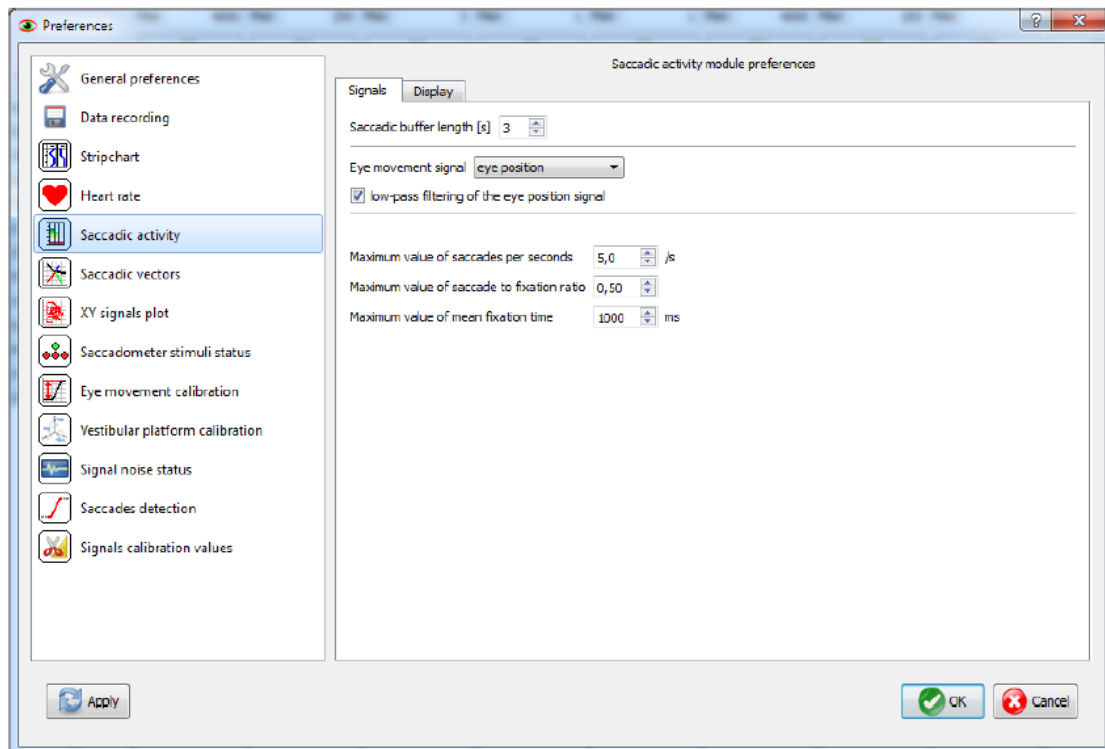 Preferences
General preferences
Data recording
Stripchart
Heart rate
Saccadic activity
Saccadic vectors
XY signals plot
Saccadometer stimuli status
Eye movement calibration
Vestibular platform calibration
Signal noise status
Saccades detection
Signals calibration values
Saccadic activity module preferences
Signals Display
Saccadic buffer length [s] 3
Eye movement signal eye position
low-pass filtering of the eye position signal
Maximum value of saccades per seconds 5,0 /s
Maximum value of saccade to fixation ratio 0,50
Maximum value of mean fixation time 1000 ms
Apply OK Cancel